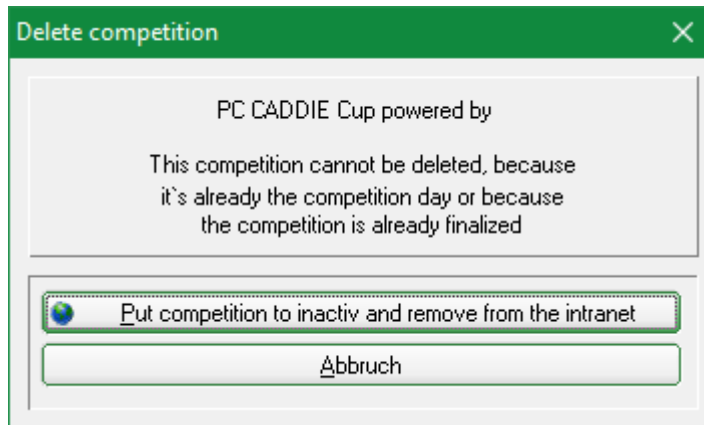 Delete competition
PC CADDIE Cup powered by
This competition cannot be deleted, because
it`s already the competition day or because
the competition is already finalized
Put competition to inactiv and remove from the intranet
Abbruch